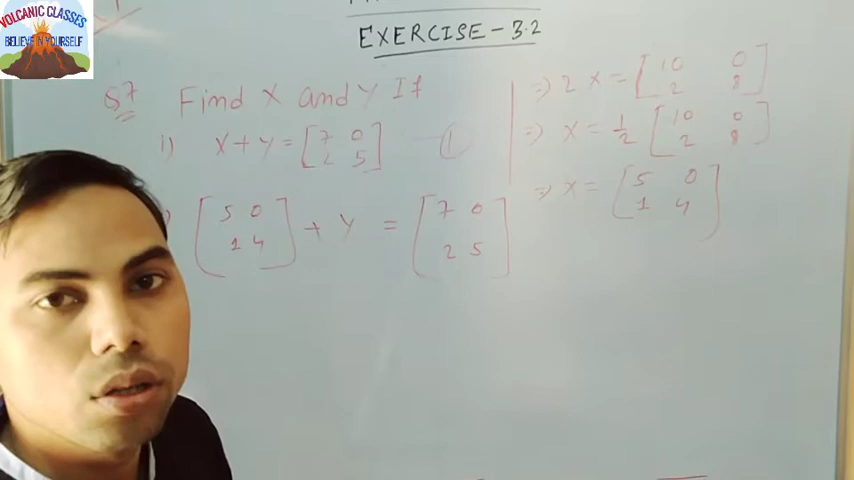 VOLCANIC CLASSES
BELIEVE IN YOURSELF
EXERCISE - 3.2
Q7 Find X and Y If
i) X + Y = [ 7 0
2 5 ] — ①
[ 5 0
1 4 ] + Y = [ 7 0
2 5 ]
=> 2 X = [ 10 0
2 8 ]
=> X = 1/2 [ 10 0
2 8 ]
=> X = [ 5 0
1 4 ]